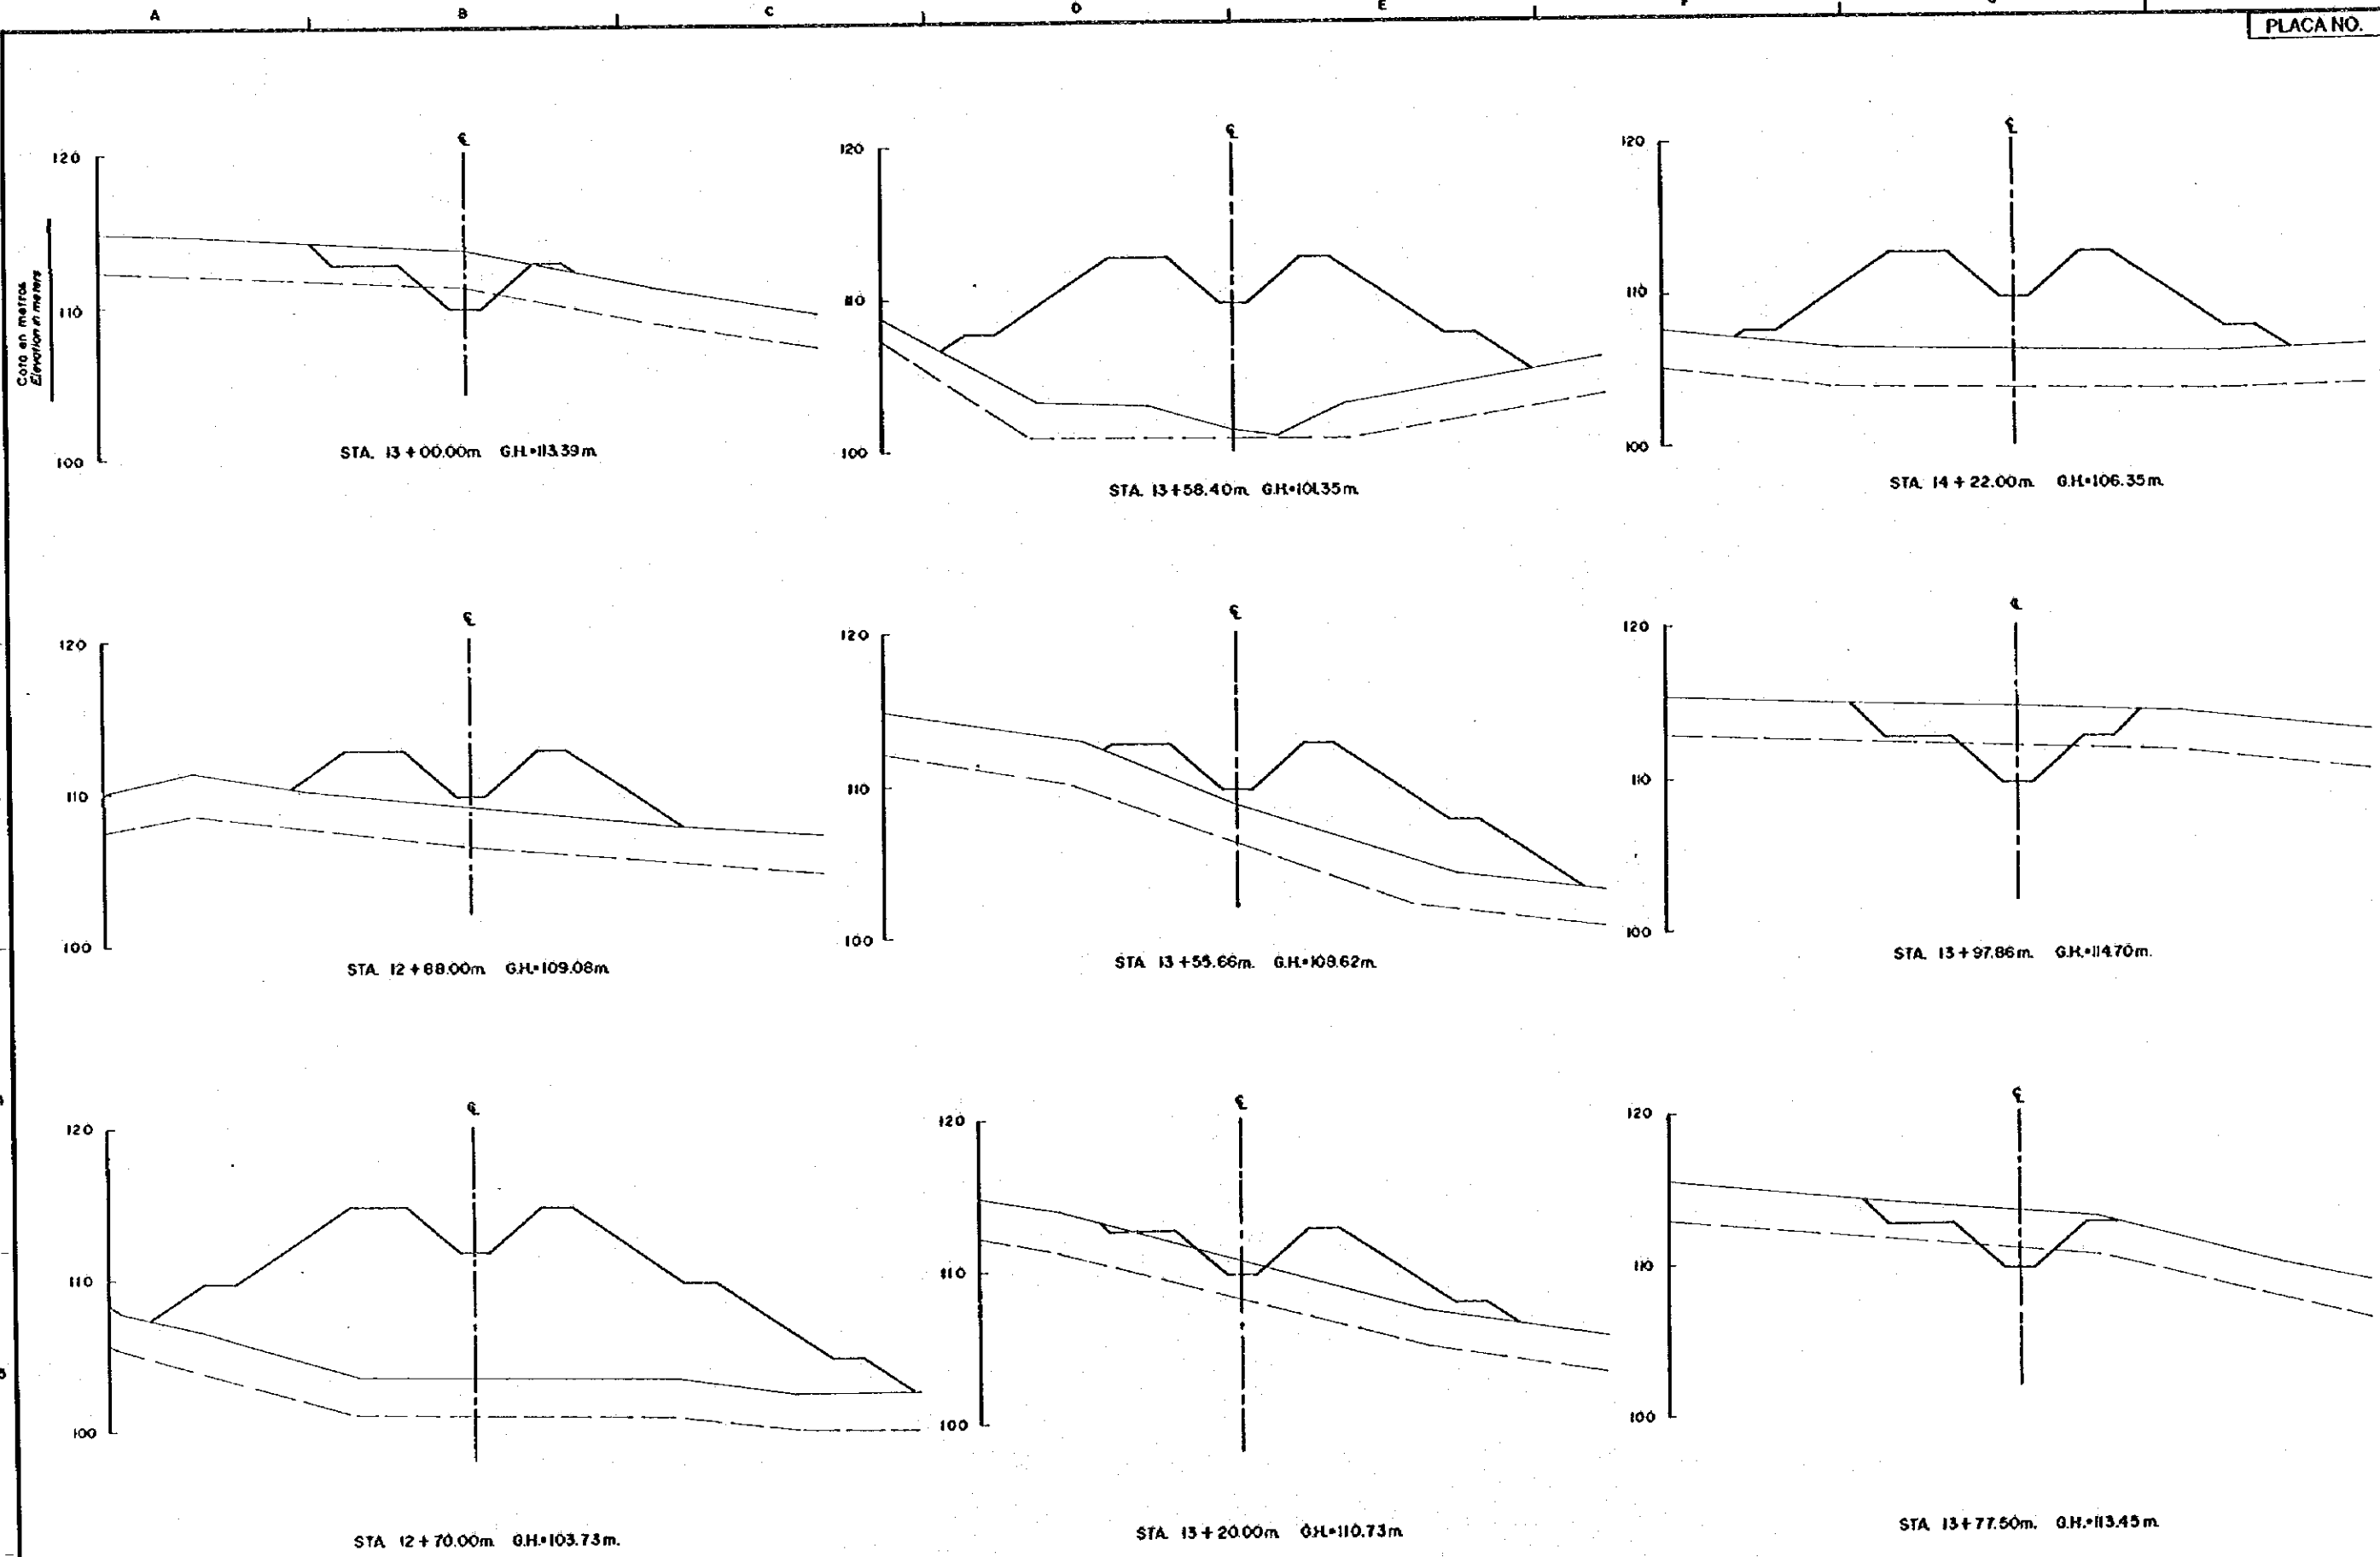 A B C D E
PLACA NO.
Cota en metros
Elevation in meters
℄
120
110
100
STA. 13 + 00.00m G.H.=113.39m
℄
120
110
100
STA. 13+58.40m G.H.=101.35m
℄
120
110
100
STA. 14 + 22.00m G.H.=106.35m
℄
120
110
100
STA. 12 + 88.00m G.H.=109.08m
℄
120
110
100
STA. 13 +55.66m. G.H.=108.62m
℄
120
110
100
STA. 13+97.86m. G.H.=114.70m.
℄
120
110
100
STA. 12 + 70.00m G.H.=103.73m.
℄
120
110
100
STA. 13 + 20.00m G.H.=110.73m
℄
120
110
100
STA. 13+77.50m. G.H.=113.45m